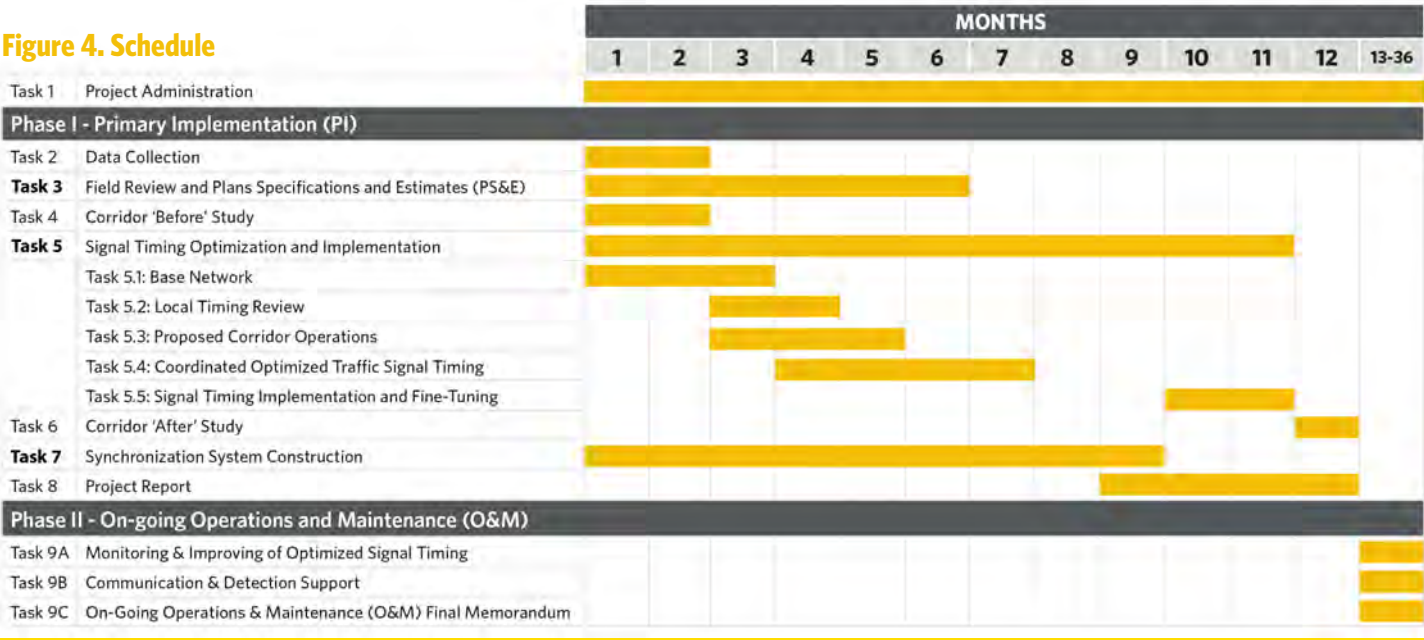 Figure 4. Schedule
MONTHS
1 2 3 4 5 6 7 8 9 10 11 12 13-36
Task 1 Project Administration
Phase I - Primary Implementation (PI)
Task 2 Data Collection
Task 3 Field Review and Plans Specifications and Estimates (PS&E)
Task 4 Corridor 'Before' Study
Task 5 Signal Timing Optimization and Implementation
Task 5.1: Base Network
Task 5.2: Local Timing Review
Task 5.3: Proposed Corridor Operations
Task 5.4: Coordinated Optimized Traffic Signal Timing
Task 5.5: Signal Timing Implementation and Fine-Tuning
Task 6 Corridor 'After' Study
Task 7 Synchronization System Construction
Task 8 Project Report
Phase II - On-going Operations and Maintenance (O&M)
Task 9A Monitoring & Improving of Optimized Signal Timing
Task 9B Communication & Detection Support
Task 9C On-Going Operations & Maintenance (O&M) Final Memorandum